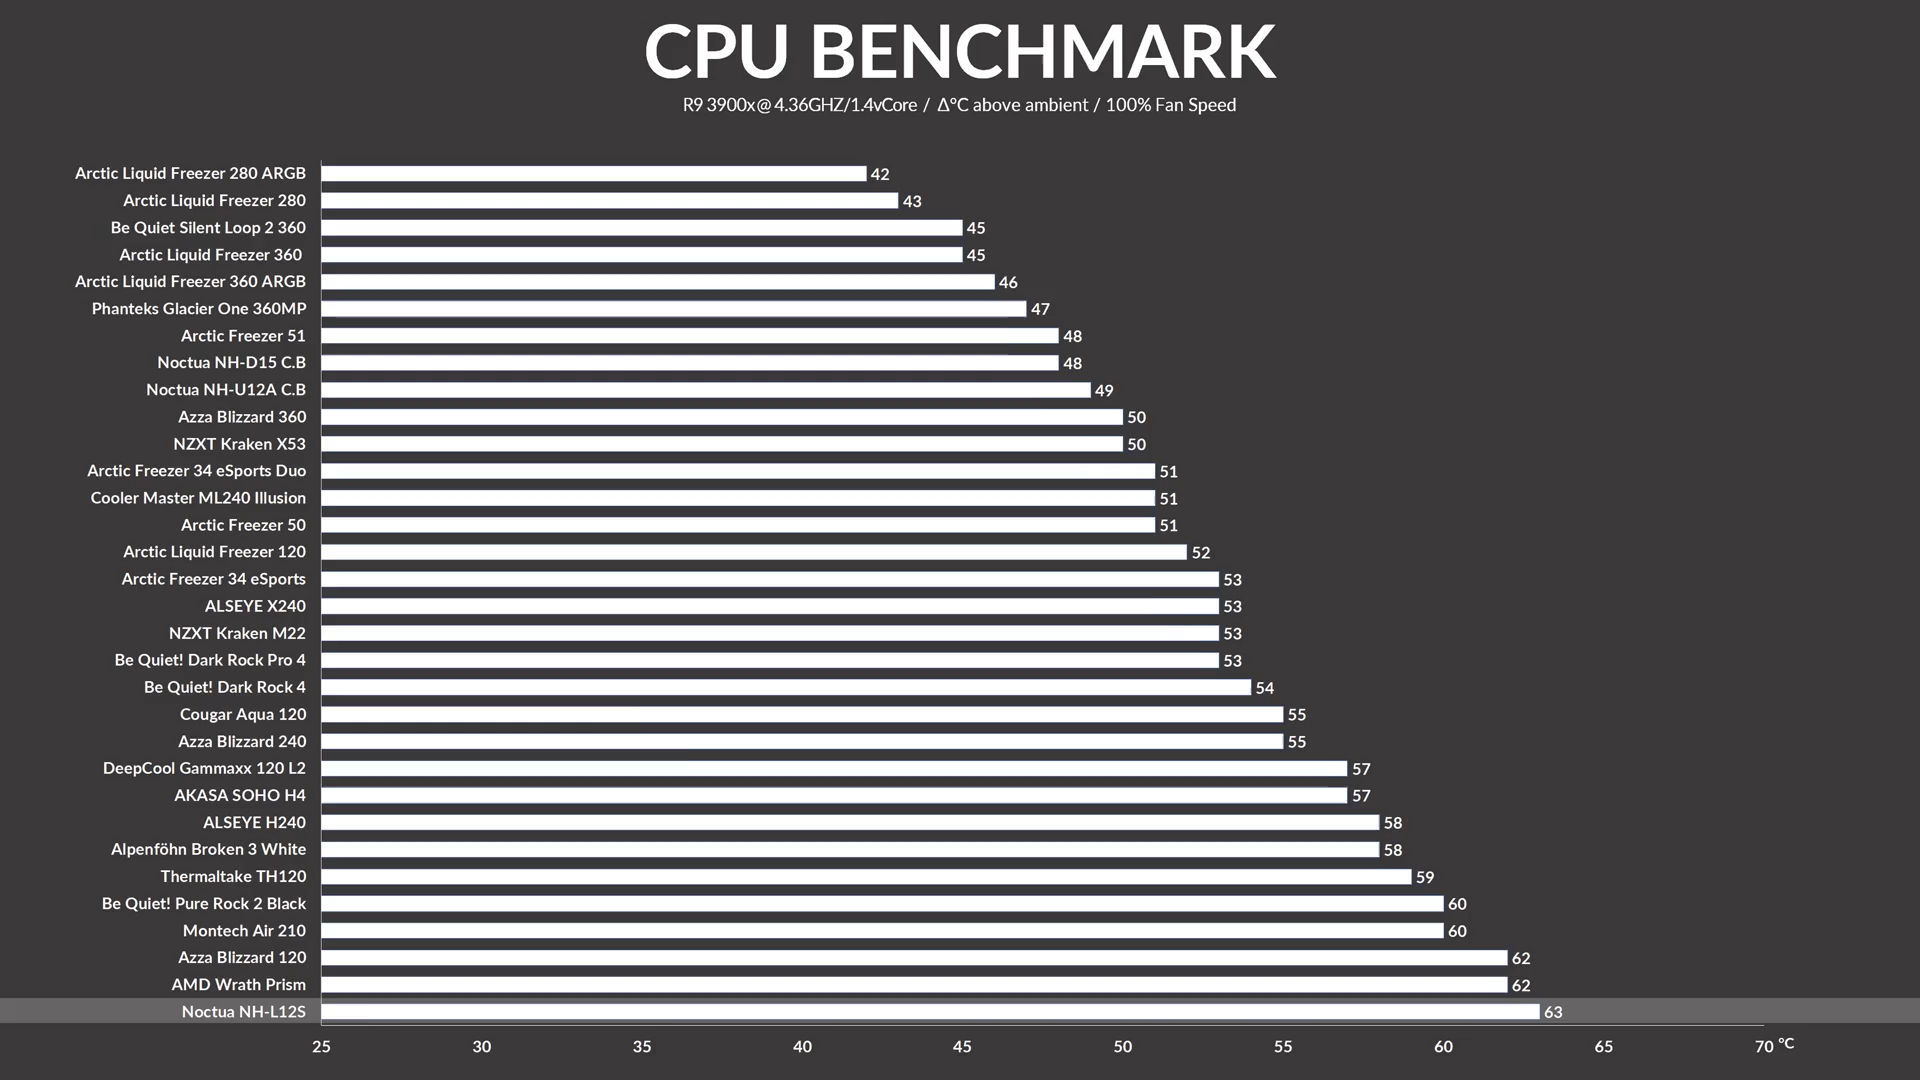 CPU BENCHMARK
R9 3900x@4.36GHZ/1.4vCore / Δ°C above ambient / 100% Fan Speed
Arctic Liquid Freezer 280 ARGB 42
Arctic Liquid Freezer 280 43
Be Quiet Silent Loop 2 360 45
Arctic Liquid Freezer 360 45
Arctic Liquid Freezer 360 ARGB 46
Phanteks Glacier One 360MP 47
Arctic Freezer 51 48
Noctua NH-D15 C.B 48
Noctua NH-U12A C.B 49
Azza Blizzard 360 50
NZXT Kraken X53 50
Arctic Freezer 34 eSports Duo 51
Cooler Master ML240 Illusion 51
Arctic Freezer 50 51
Arctic Liquid Freezer 120 52
Arctic Freezer 34 eSports 53
ALSEYE X240 53
NZXT Kraken M22 53
Be Quiet! Dark Rock Pro 4 53
Be Quiet! Dark Rock 4 54
Cougar Aqua 120 55
Azza Blizzard 240 55
DeepCool Gammaxx 120 L2 57
AKASA SOHO H4 57
ALSEYE H240 58
Alpenföhn Broken 3 White 58
Thermaltake TH120 59
Be Quiet! Pure Rock 2 Black 60
Montech Air 210 60
Azza Blizzard 120 62
AMD Wrath Prism 62
Noctua NH-L12S 63
25 30 35 40 45 50 55 60 65 70 °C